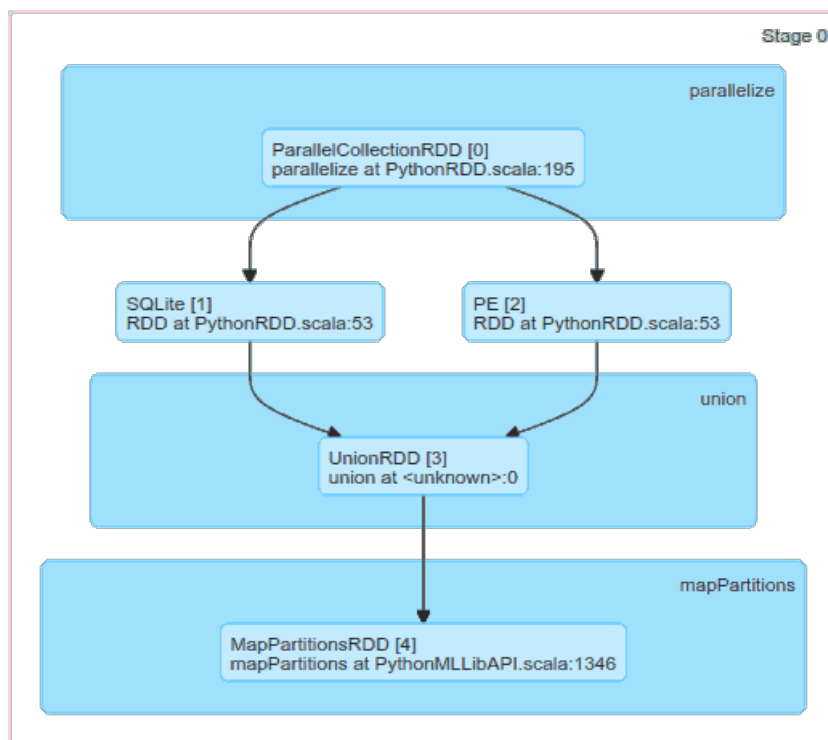 Stage 0
parallelize
ParallelCollectionRDD [0]
parallelize at PythonRDD.scala:195
SQLite [1]
RDD at PythonRDD.scala:53
PE [2]
RDD at PythonRDD.scala:53
union
UnionRDD [3]
union at <unknown>:0
mapPartitions
MapPartitionsRDD [4]
mapPartitions at PythonMLLibAPI.scala:1346